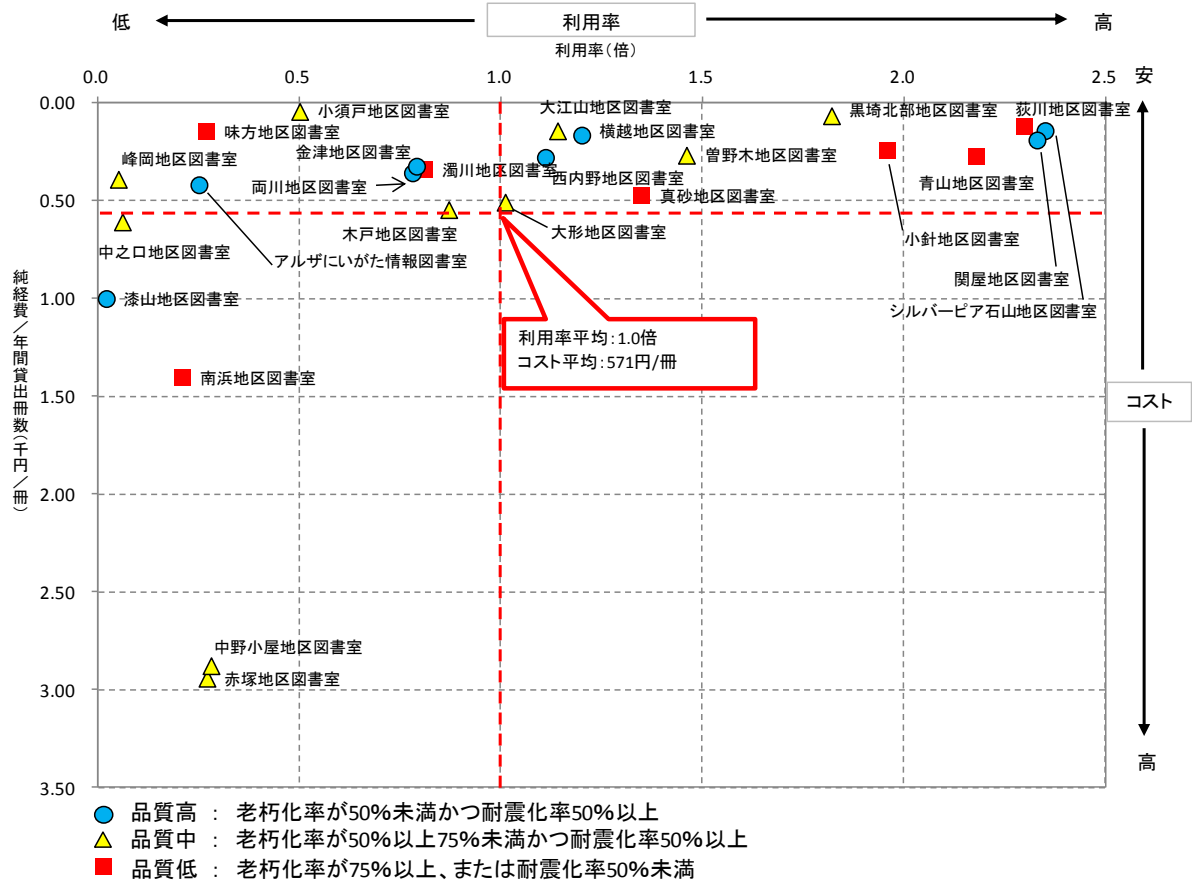 低
利用率
高
利用率(倍)
0.0
0.5
1.0
1.5
2.0
2.5
安
0.00
0.50
1.00
1.50
2.00
2.50
3.00
3.50
純経費／年間貸出冊数(千円／冊)
小須戸地区図書室
大江山地区図書室
黒埼北部地区図書室
荻川地区図書室
味方地区図書室
横越地区図書室
金津地区図書室
峰岡地区図書室
濁川地区図書室
曽野木地区図書室
両川地区図書室
西内野地区図書室
青山地区図書室
真砂地区図書室
木戸地区図書室
大形地区図書室
小針地区図書室
中之口地区図書室
アルザにいがた情報図書室
関屋地区図書室
漆山地区図書室
シルバーピア石山地区図書室
利用率平均:1.0倍
コスト平均:571円/冊
南浜地区図書室
コスト
中野小屋地区図書室
赤塚地区図書室
高
品質高 ： 老朽化率が50%未満かつ耐震化率50%以上
品質中 ： 老朽化率が50%以上75%未満かつ耐震化率50%以上
品質低 ： 老朽化率が75%以上、または耐震化率50%未満